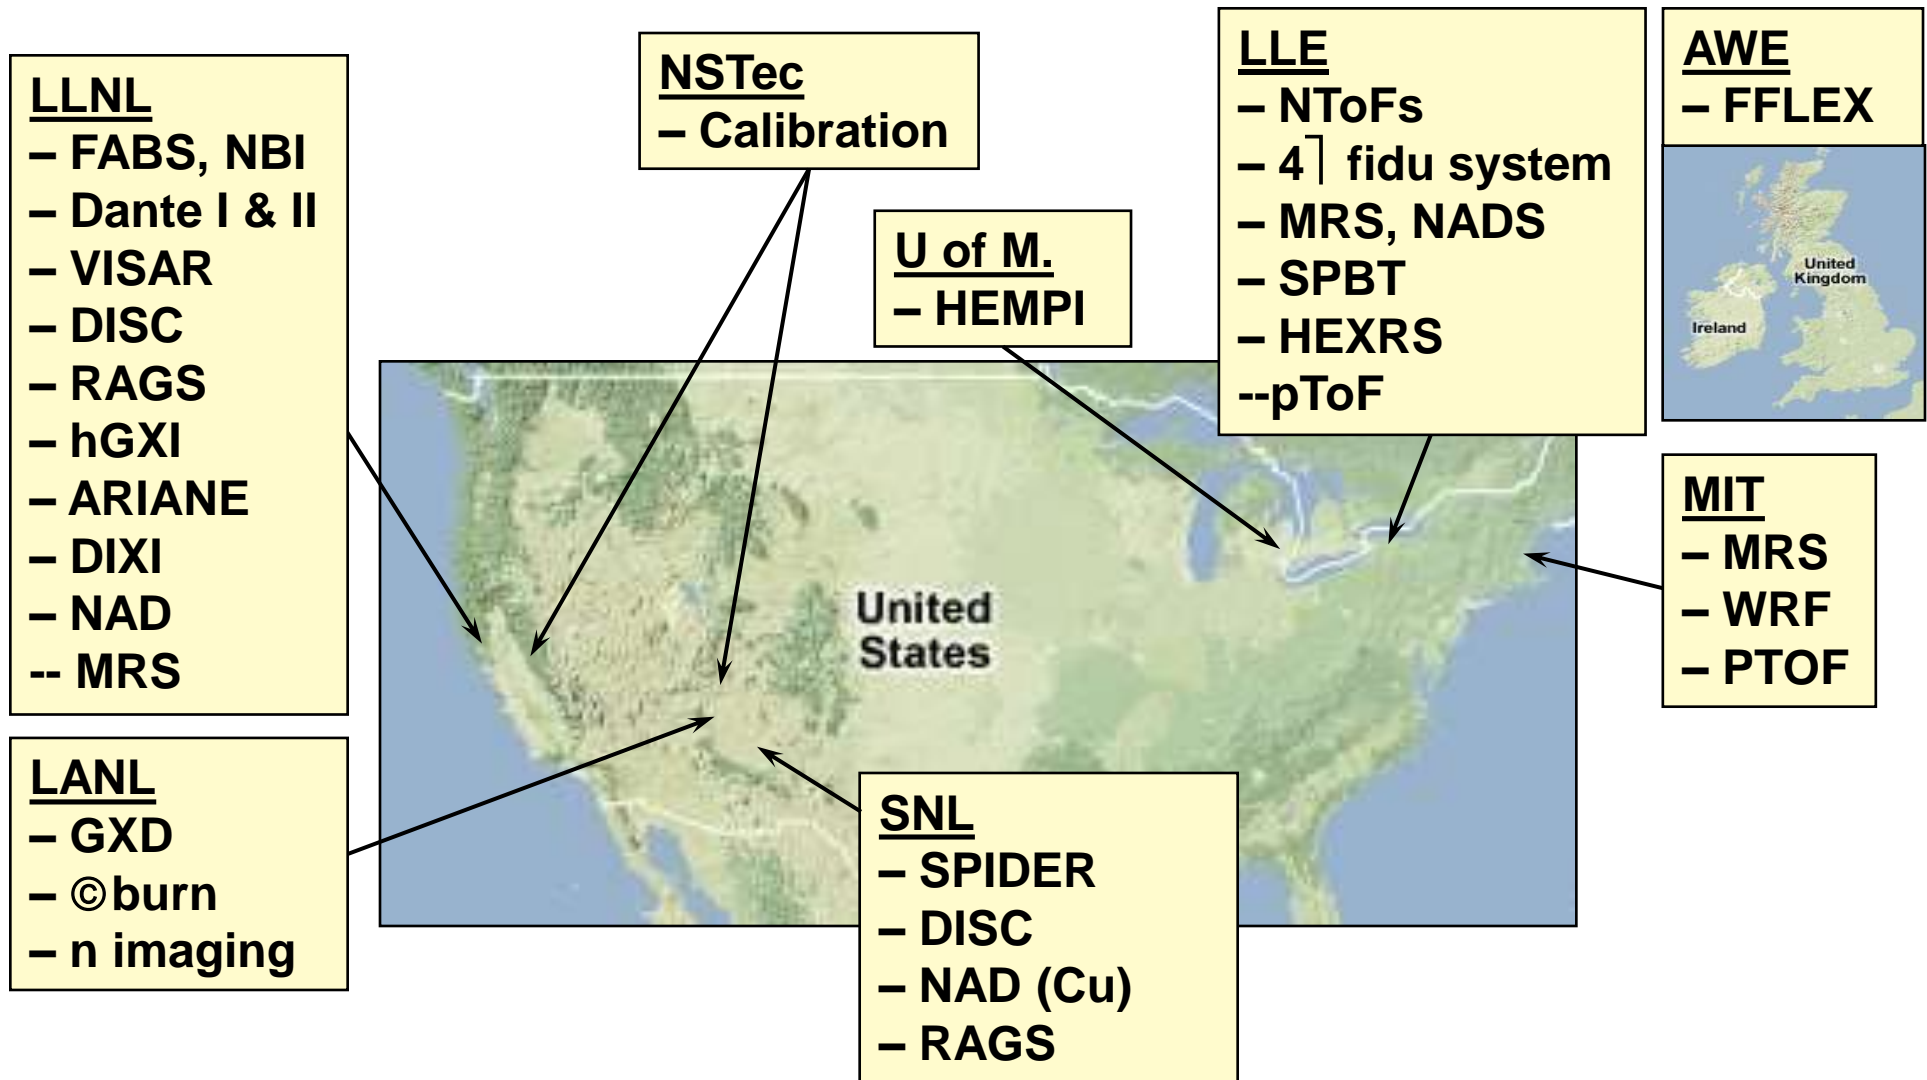 LLNL
– FABS, NBI
– Dante I & II
– VISAR
– DISC
– RAGS
– hGXI
– ARIANE
– DIXI
– NAD
-- MRS
LANL
– GXD
– ©burn
– n imaging
NSTec
– Calibration
U of M.
– HEMPI
LLE
– NToFs
– 4⏋ fidu system
– MRS, NADS
– SPBT
– HEXRS
--pToF
AWE
– FFLEX
United
Kingdom
Ireland
MIT
– MRS
– WRF
– PTOF
United
States
SNL
– SPIDER
– DISC
– NAD (Cu)
– RAGS